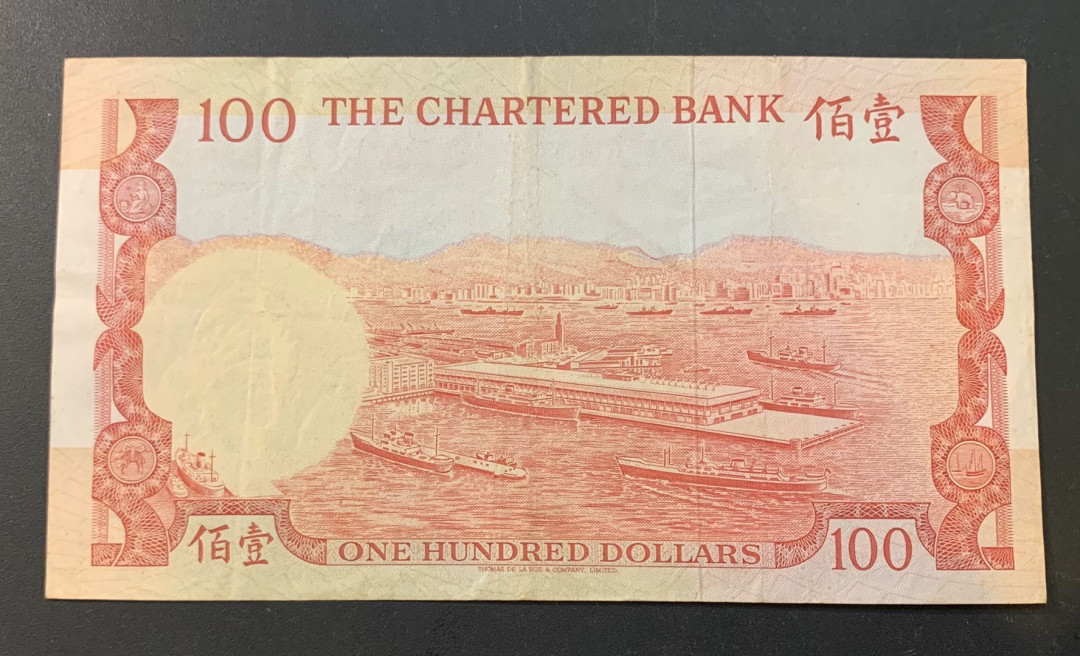 100 THE CHARTERED BANK 佰壹
佰壹 ONE HUNDRED DOLLARS 100
THOMAS DE LA RUE & COMPANY, LIMITED.